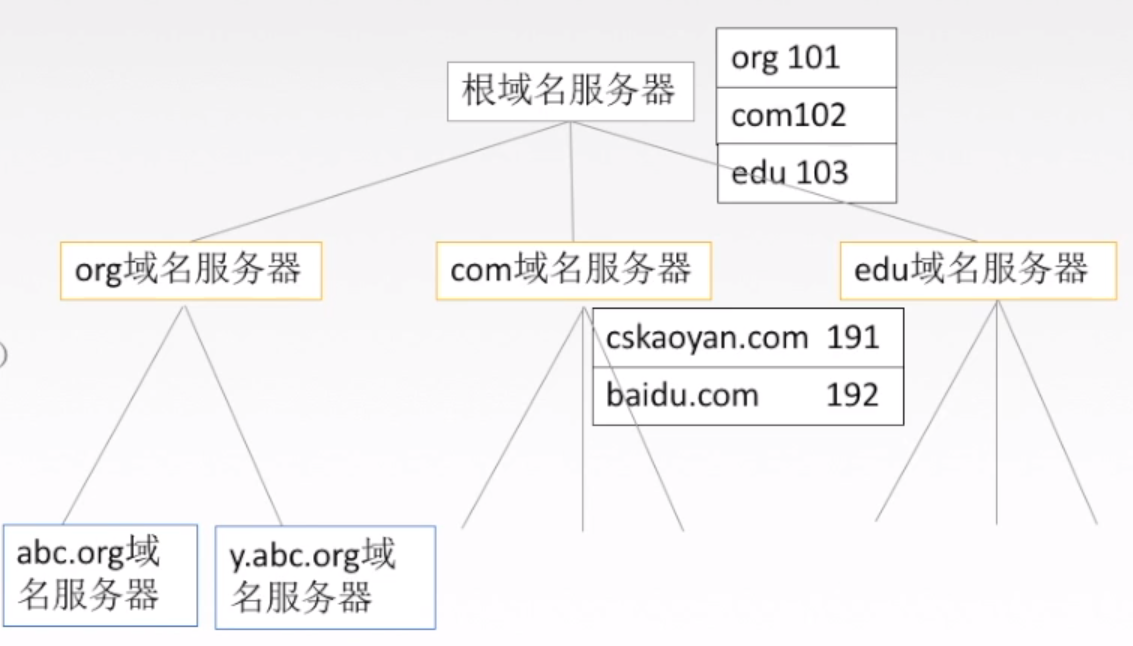 根域名服务器
org 101
com102
edu 103
org域名服务器
com域名服务器
edu域名服务器
cskaoyan.com 191
baidu.com 192
abc.org域
名服务器
y.abc.org域
名服务器